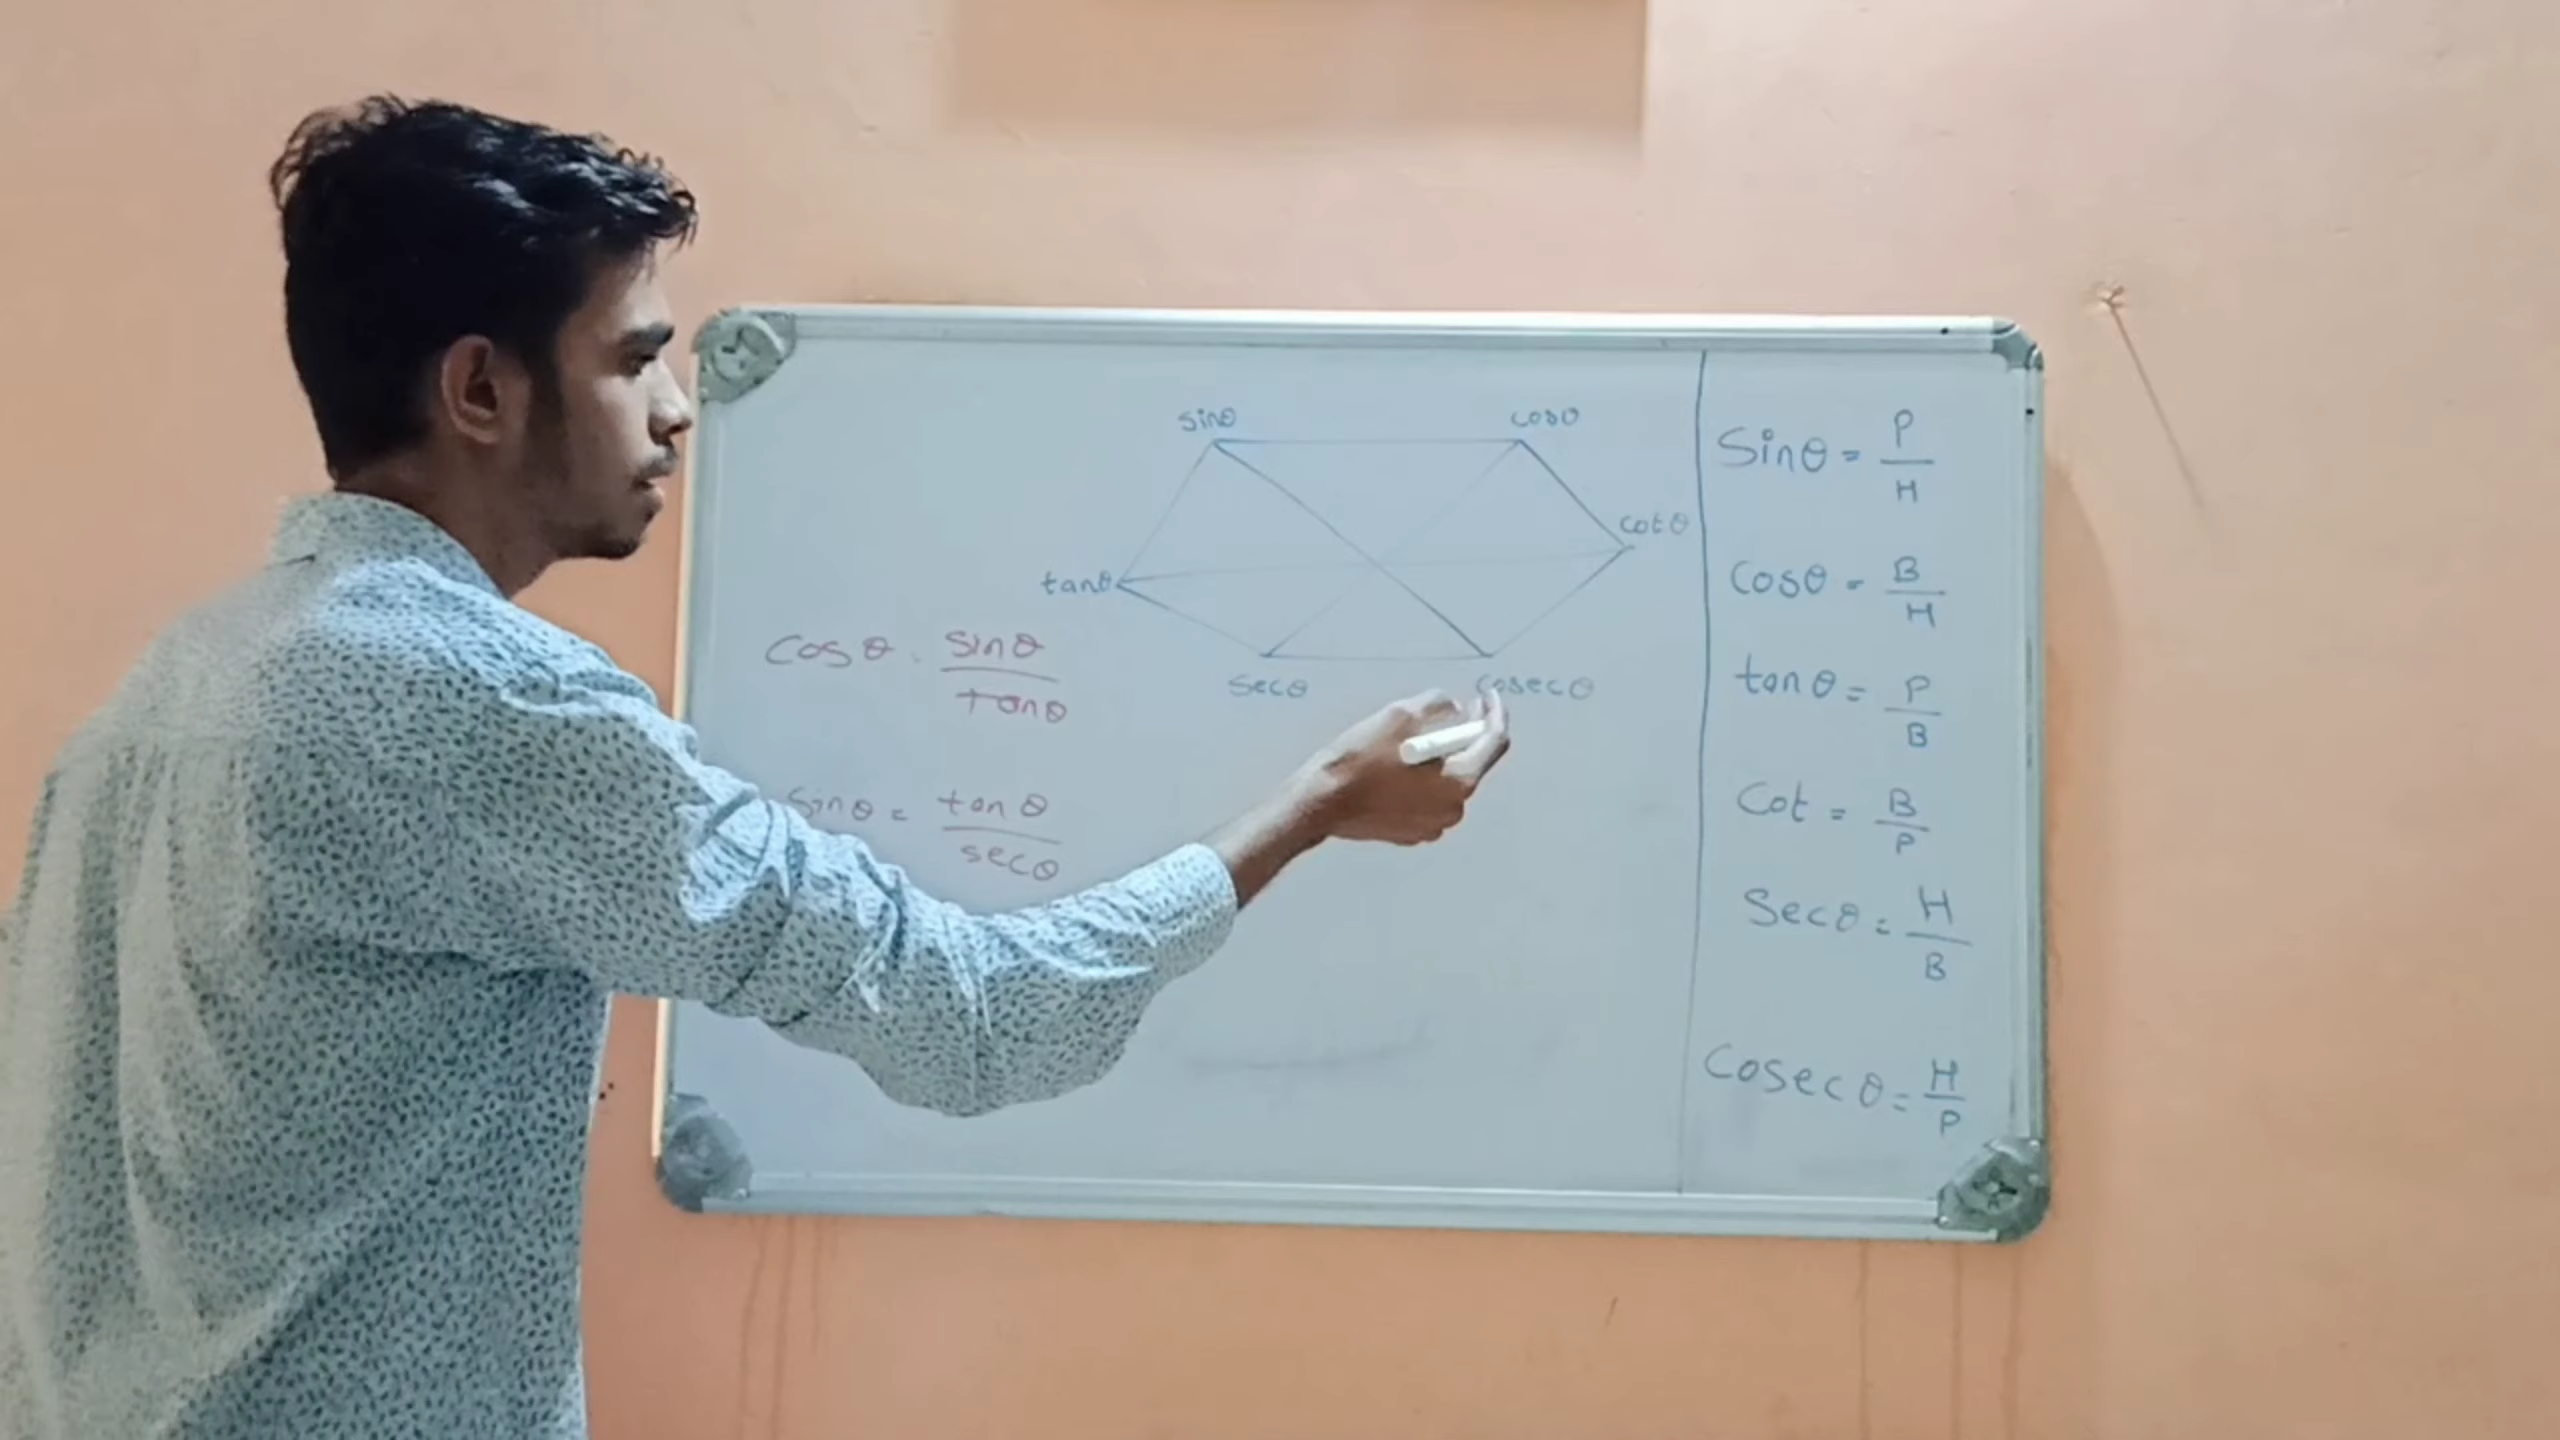 sinθ cosθ
cotθ
tanθ
secθ cosecθ
cosθ = sinθ / tanθ
sinθ = tanθ / secθ
Sinθ = P / H
Cosθ = B / H
tanθ = P / B
Cot = B / P
Secθ = H / B
Cosecθ = H / P